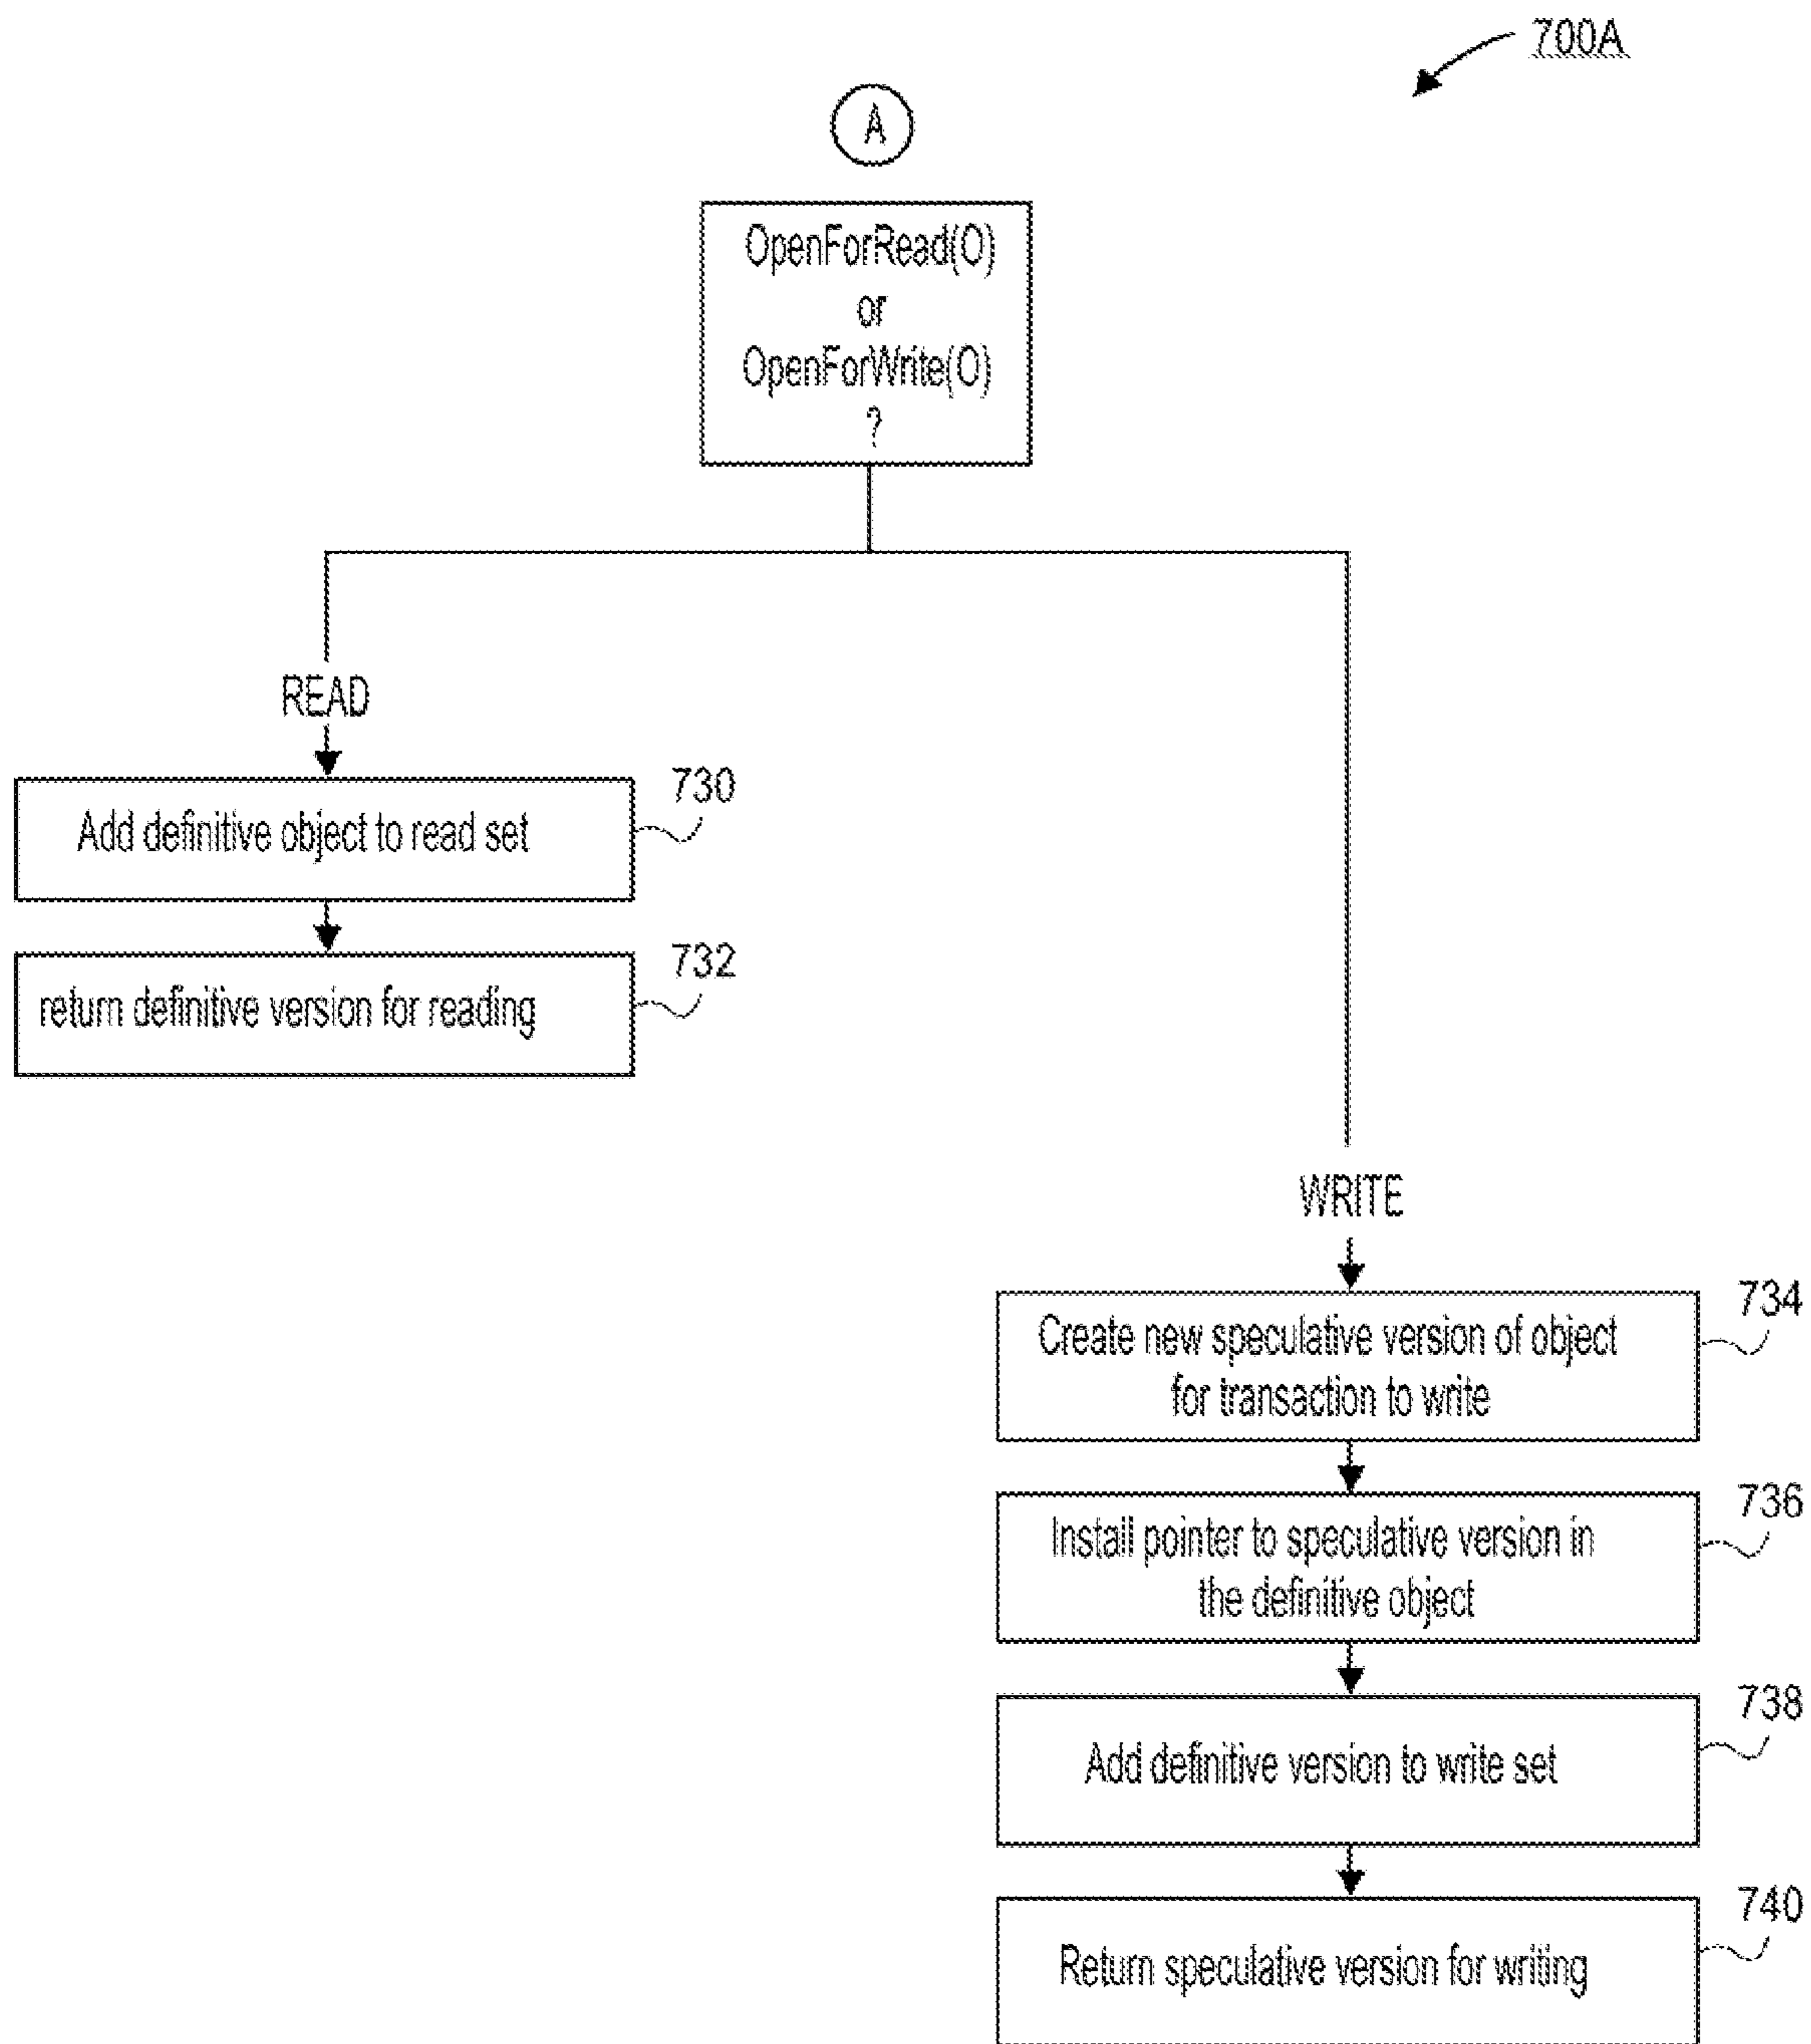 700A
A
OpenForRead(O)
or
OpenForWrite(O)
?
READ
730
Add definitive object to read set
732
return definitive version for reading
WRITE
734
Create new speculative version of object
for transaction to write
736
Install pointer to speculative version in
the definitive object
738
Add definitive version to write set
740
Return speculative version for writing